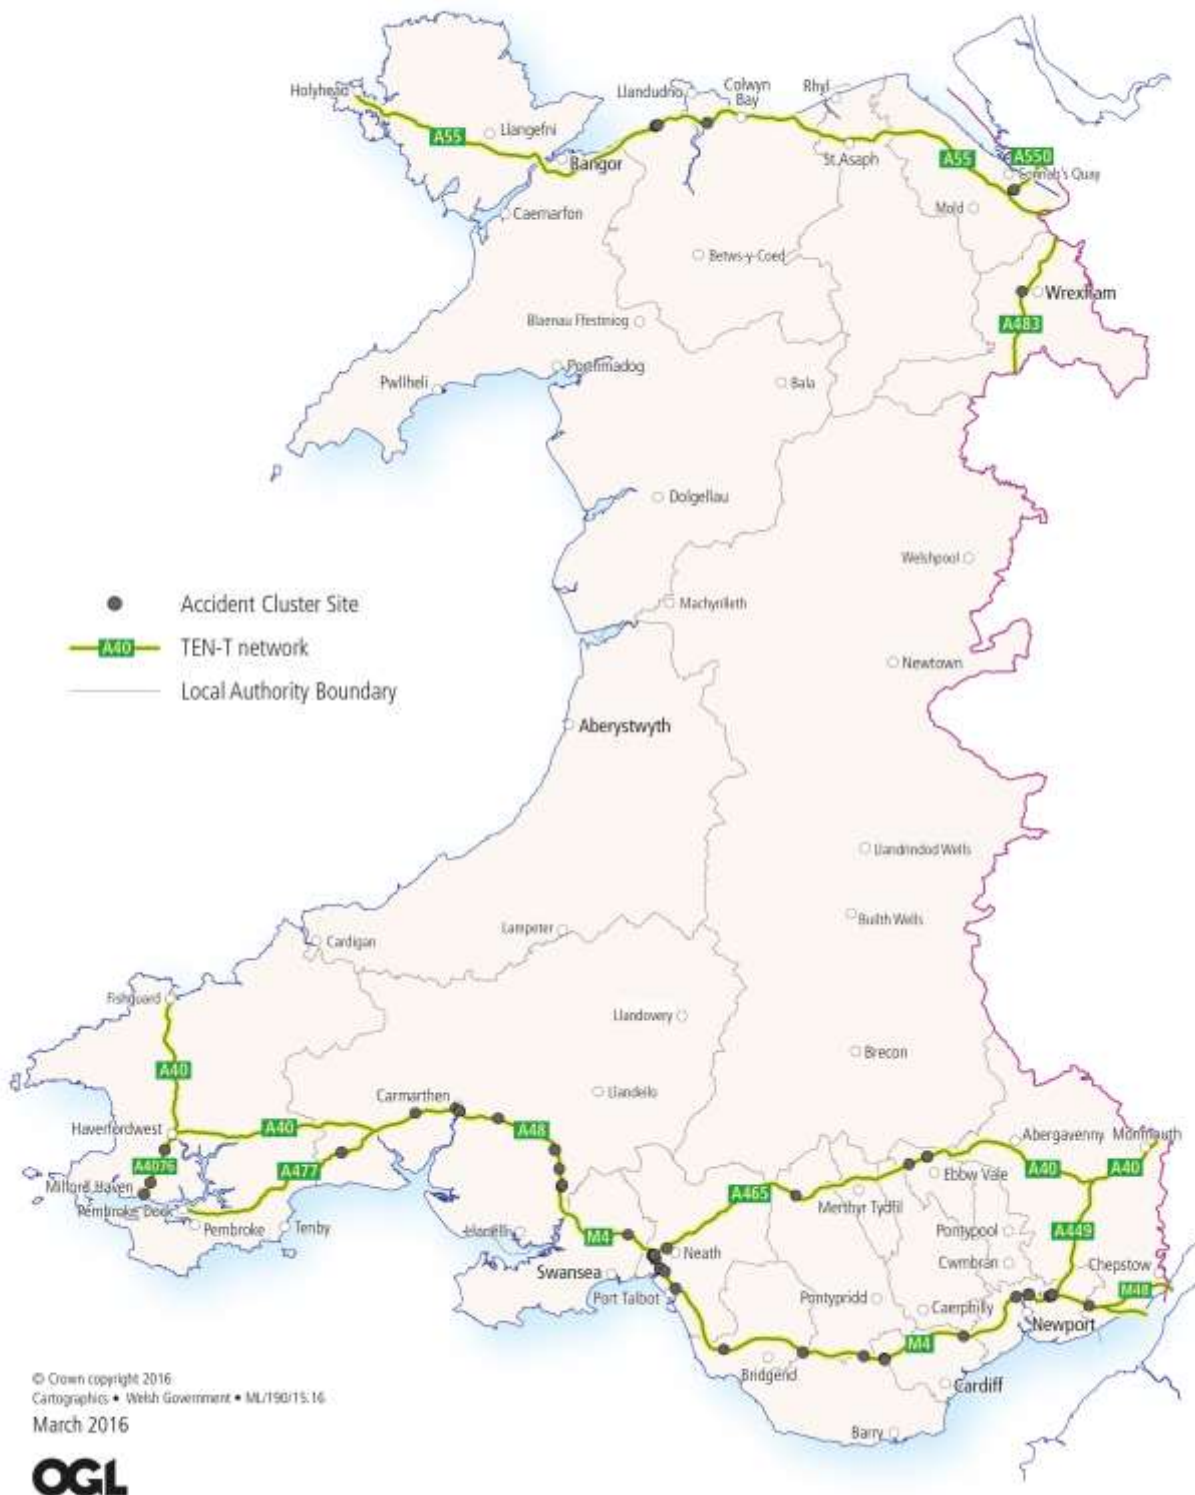 Holyhead
Llandudno
Colwyn
Bay
Rhyl
A55
Llangefni
Bangor
St.Asaph
A55
A550
Connah's Quay
Caernarfon
Mold
Betws-y-Coed
Wrexham
Blaenau Ffestiniog
A483
Porthmadog
Pwllheli
Bala
Dolgellau
Welshpool
Accident Cluster Site
Machynlleth
A40
TEN-T network
Newtown
Local Authority Boundary
Aberystwyth
Llandrindod Wells
Builth Wells
Lampeter
Cardigan
Fishguard
Llandovery
Brecon
A40
Carmarthen
Llandeilo
Haverfordwest
A40
A48
Abergavenny
Monmouth
A4076
A477
A40
A40
Ebbw Vale
Milford Haven
A465
Merthyr Tydfil
Pembroke Dock
Pembroke
Tenby
Llanelli
M4
Neath
Pontypool
A449
Cwmbran
Chepstow
Swansea
Port Talbot
M48
Pontypridd
Caerphilly
Newport
M4
Bridgend
Cardiff
Barry
© Crown copyright 2016
Cartographics • Welsh Government • ML/190/15.16
March 2016
OGL